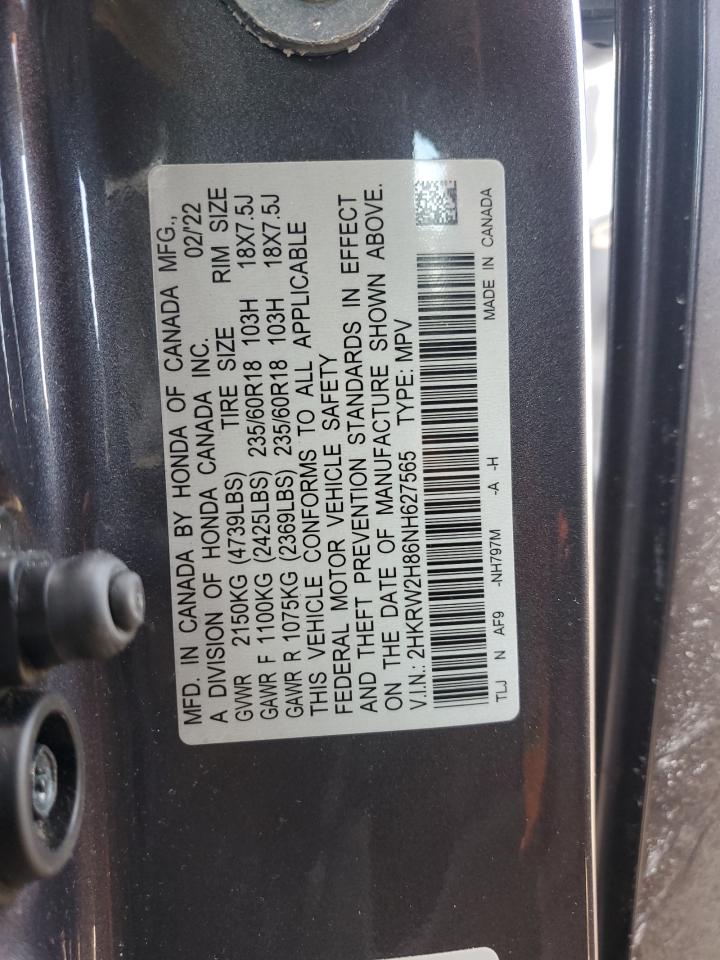 MFD. IN CANADA BY HONDA OF CANADA MFG.,
A DIVISION OF HONDA CANADA INC. 02/'22
GVWR 2150KG (4739LBS) TIRE SIZE RIM SIZE
GAWR F 1100KG (2425LBS) 235/60R18 103H 18X7.5J
GAWR R 1075KG (2369LBS) 235/60R18 103H 18X7.5J
THIS VEHICLE CONFORMS TO ALL APPLICABLE
FEDERAL MOTOR VEHICLE SAFETY
AND THEFT PREVENTION STANDARDS IN EFFECT
ON THE DATE OF MANUFACTURE SHOWN ABOVE.
V.I.N.: 2HKRW2H86NH627565 TYPE: MPV
TLJ N AF9 -NH797M -A -H MADE IN CANADA